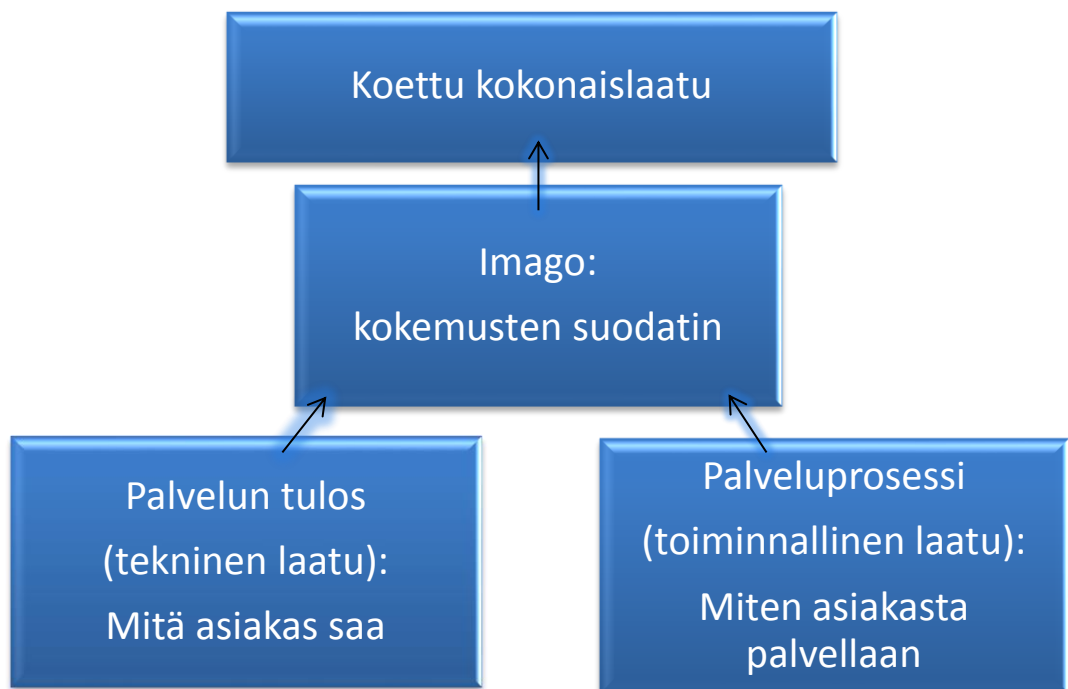 Koettu kokonaislaatu
Imago:
kokemusten suodatin
Palvelun tulos
(tekninen laatu):
Mitä asiakas saa
Palveluprosessi
(toiminnallinen laatu):
Miten asiakasta
palvellaan